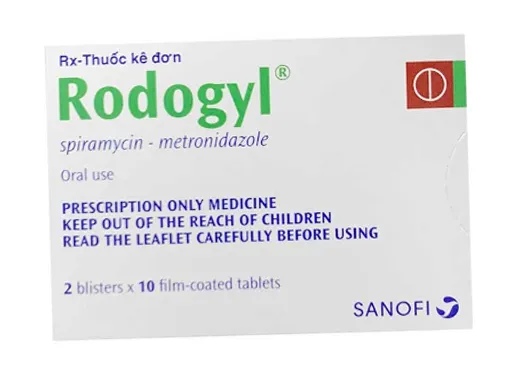 Rx-Thuốc kê đơn
Rodogyl®
spiramycin - metronidazole
Oral use
PRESCRIPTION ONLY MEDICINE
KEEP OUT OF THE REACH OF CHILDREN
READ THE LEAFLET CAREFULLY BEFORE USING
2 blisters x 10 film-coated tablets
SANOFI